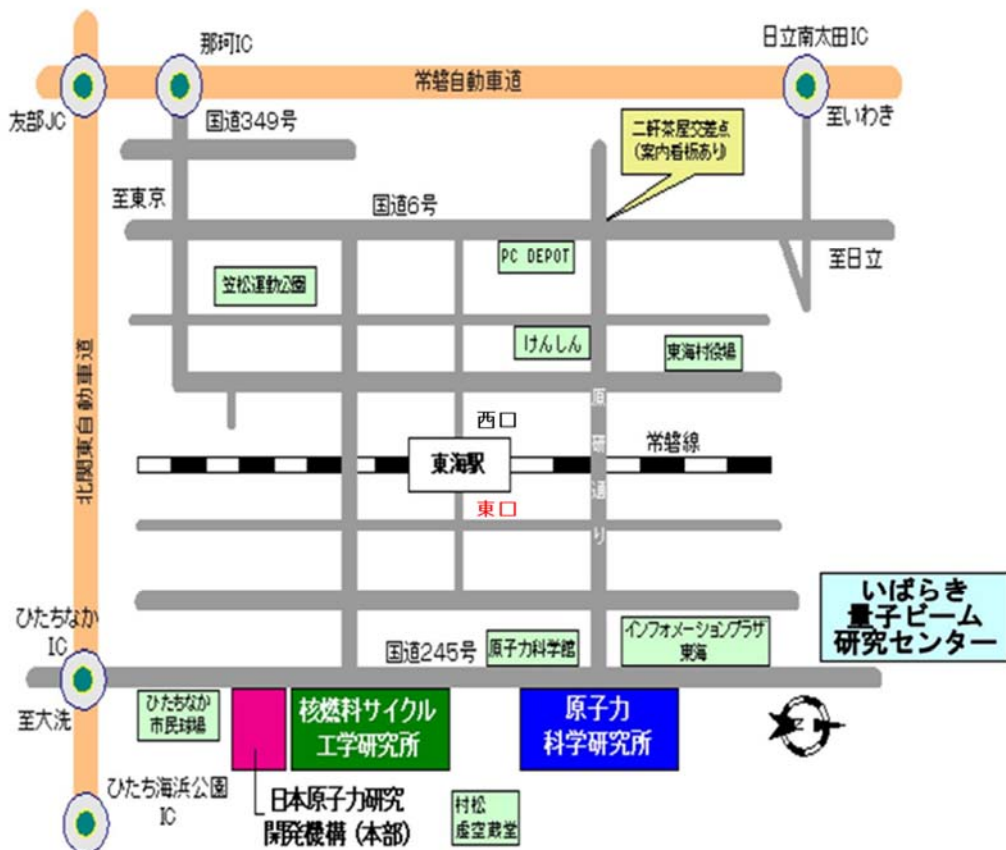 那珂IC
日立南太田IC
常磐自動車道
友部JC
国道349号
至いわき
二軒茶屋交差点
(案内看板あり)
至東京
国道6号
PC DEPOT
至日立
笠松運動公園
けんしん
東海村役場
北関東自動車道
原研通り
西口
東海駅
常磐線
東口
ひたちなか
IC
いばらき
量子ビーム
研究センター
国道245号
原子力科学館
インフォメーションプラザ
東海
至大洗
ひたちなか
市民球場
核燃料サイクル
工学研究所
原子力
科学研究所
N
ひたち海浜公園
IC
日本原子力研究
開発機構(本部)
村松
虚空蔵堂